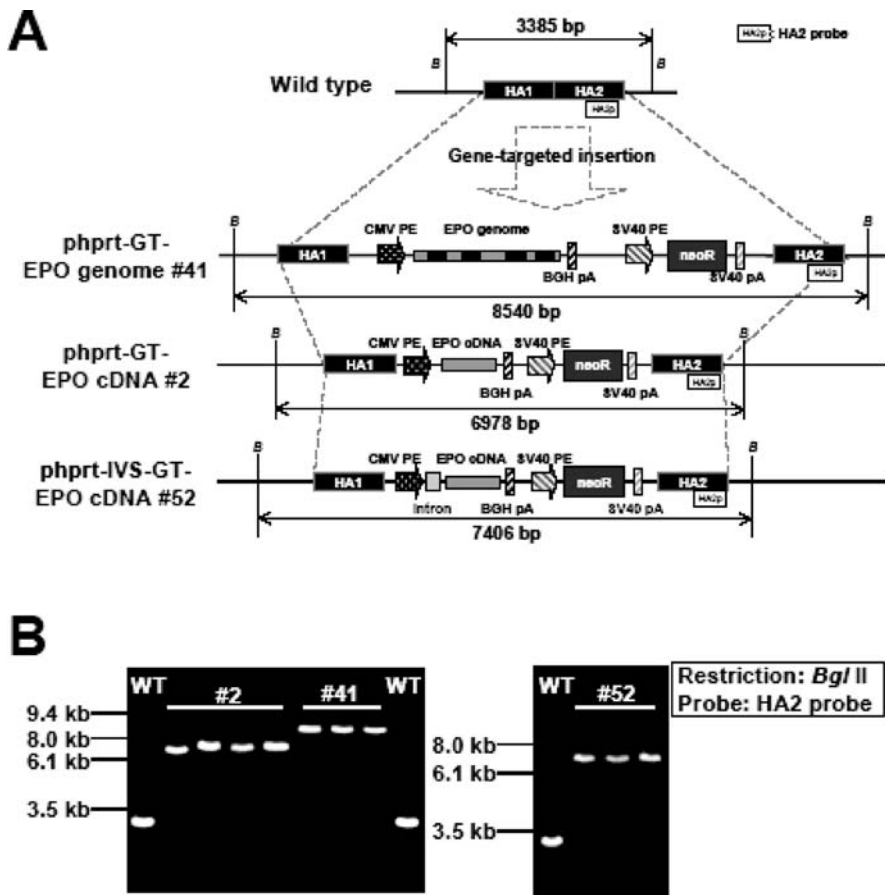 A
3385 bp
HA2p : HA2 probe
B
B
Wild type
HA1
HA2
HA2p
Gene-targeted insertion
B
B
phprt-GT-
EPO genome #41
CMV PE
EPO genome
SV40 PE
HA1
neoR
HA2
HA2p
BGH pA
SV40 pA
8540 bp
B
B
phprt-GT-
EPO cDNA #2
CMV PE
EPO cDNA
SV40 PE
HA1
neoR
HA2
HA2p
BGH pA
SV40 pA
6978 bp
B
B
phprt-IVS-GT-
EPO cDNA #52
CMV PE
EPO cDNA
SV40 PE
HA1
neoR
HA2
HA2p
Intron
BGH pA
SV40 pA
7406 bp
B
WT
#2
#41
WT
9.4 kb
8.0 kb
6.1 kb
3.5 kb
WT
#52
8.0 kb
6.1 kb
3.5 kb
Restriction: Bgl II
Probe: HA2 probe